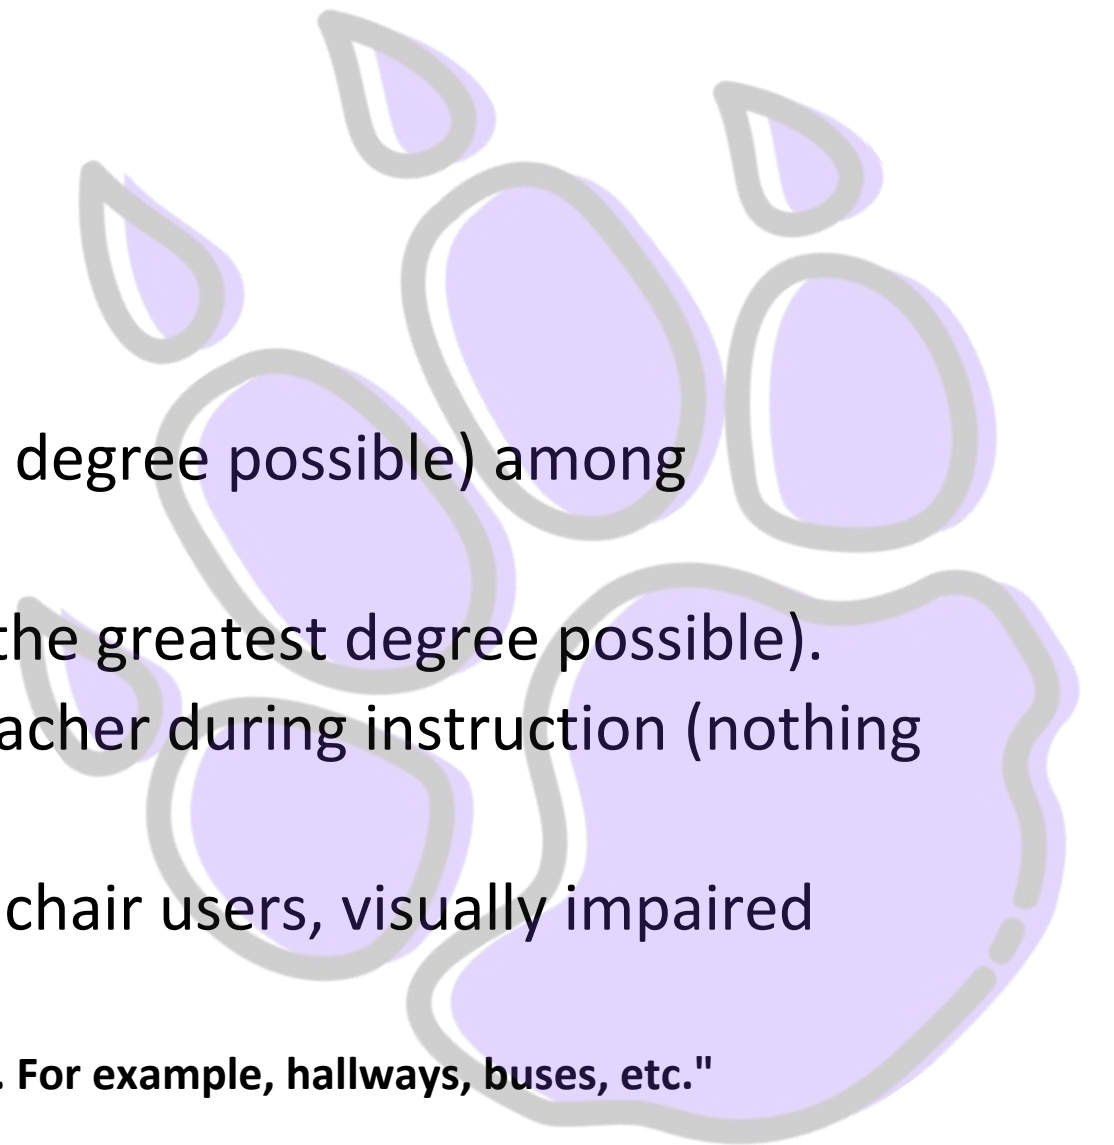 degree possible) among
the greatest degree possible).
acher during instruction (nothing
chair users, visually impaired
. For example, hallways, buses, etc."